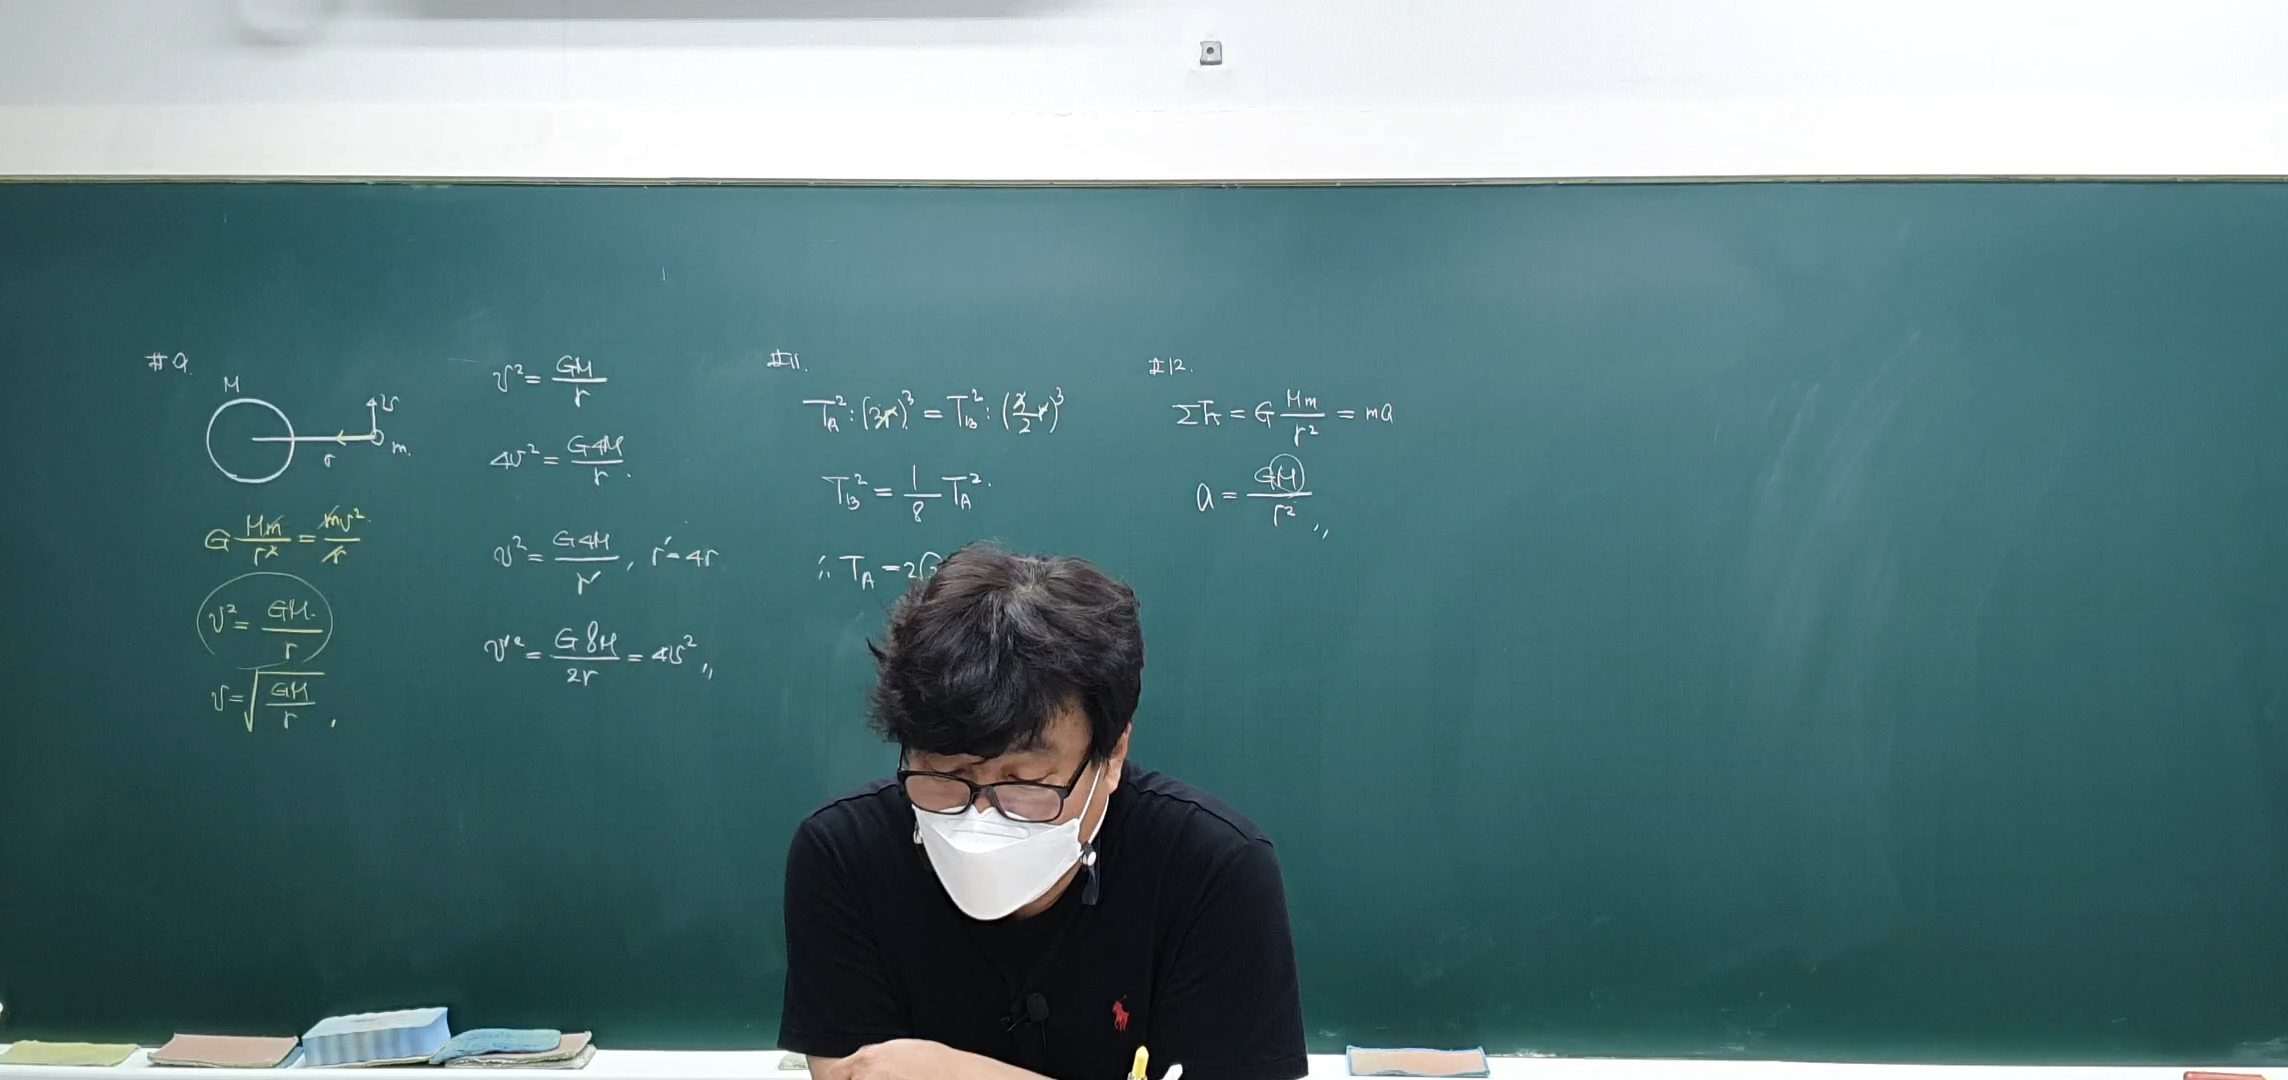 #9.
M
v
r
m.
G Mm/r² = mv²/r
v² = GM/r
v = √(GM/r)
v² = GM/r
4v² = G4M/r.
v² = G4M/r', r' = 4r
v'² = G8M/2r = 4v²
#11.
T_A² : (3r)³ = T_B² : (3/2 r)³
T_B² = 1/8 T_A².
∴ T_A = 2√
#12.
ΣF = G Mm/r² = ma
a = GM/r²